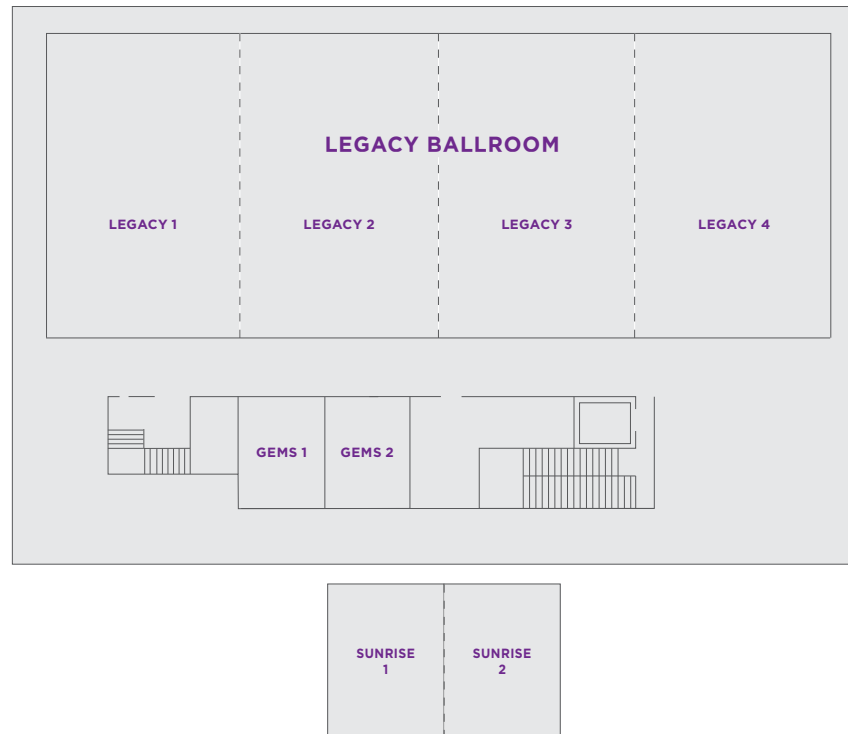 LEGACY BALLROOM
LEGACY 1
LEGACY 2
LEGACY 3
LEGACY 4
GEMS 1
GEMS 2
SUNRISE
1
SUNRISE
2